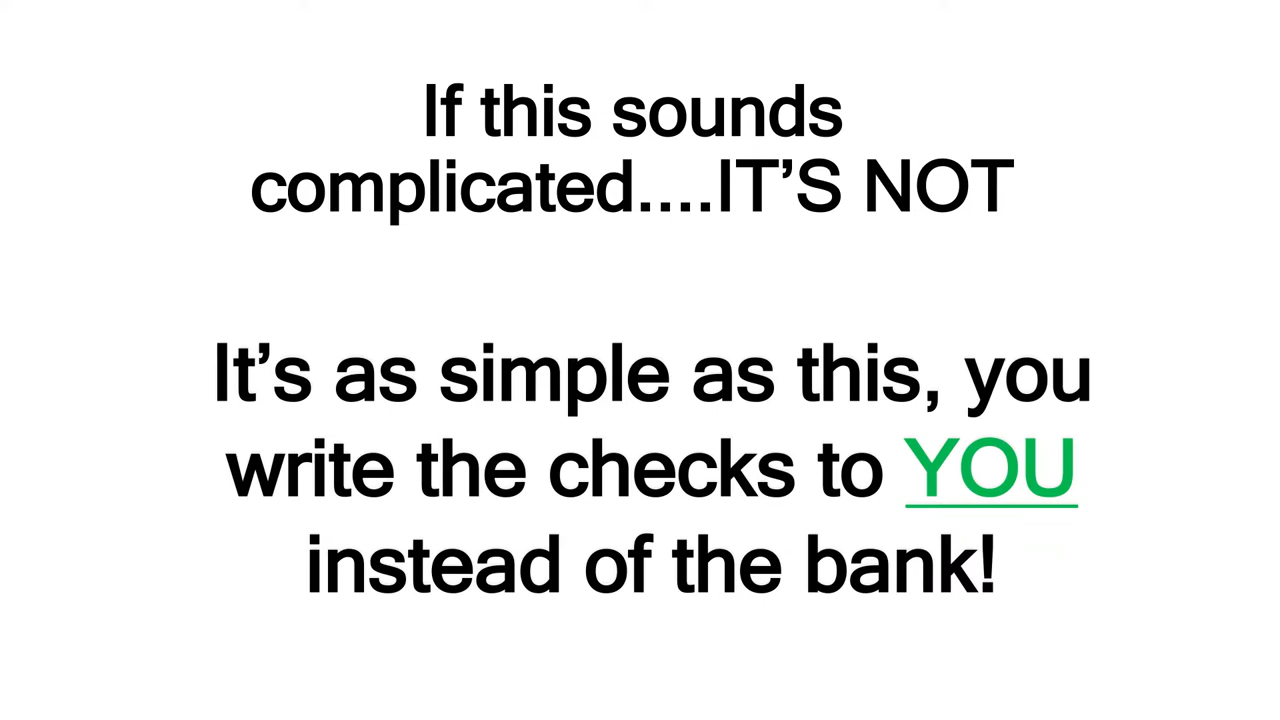 If this sounds
complicated....IT’S NOT
It’s as simple as this, you
write the checks to YOU
instead of the bank!